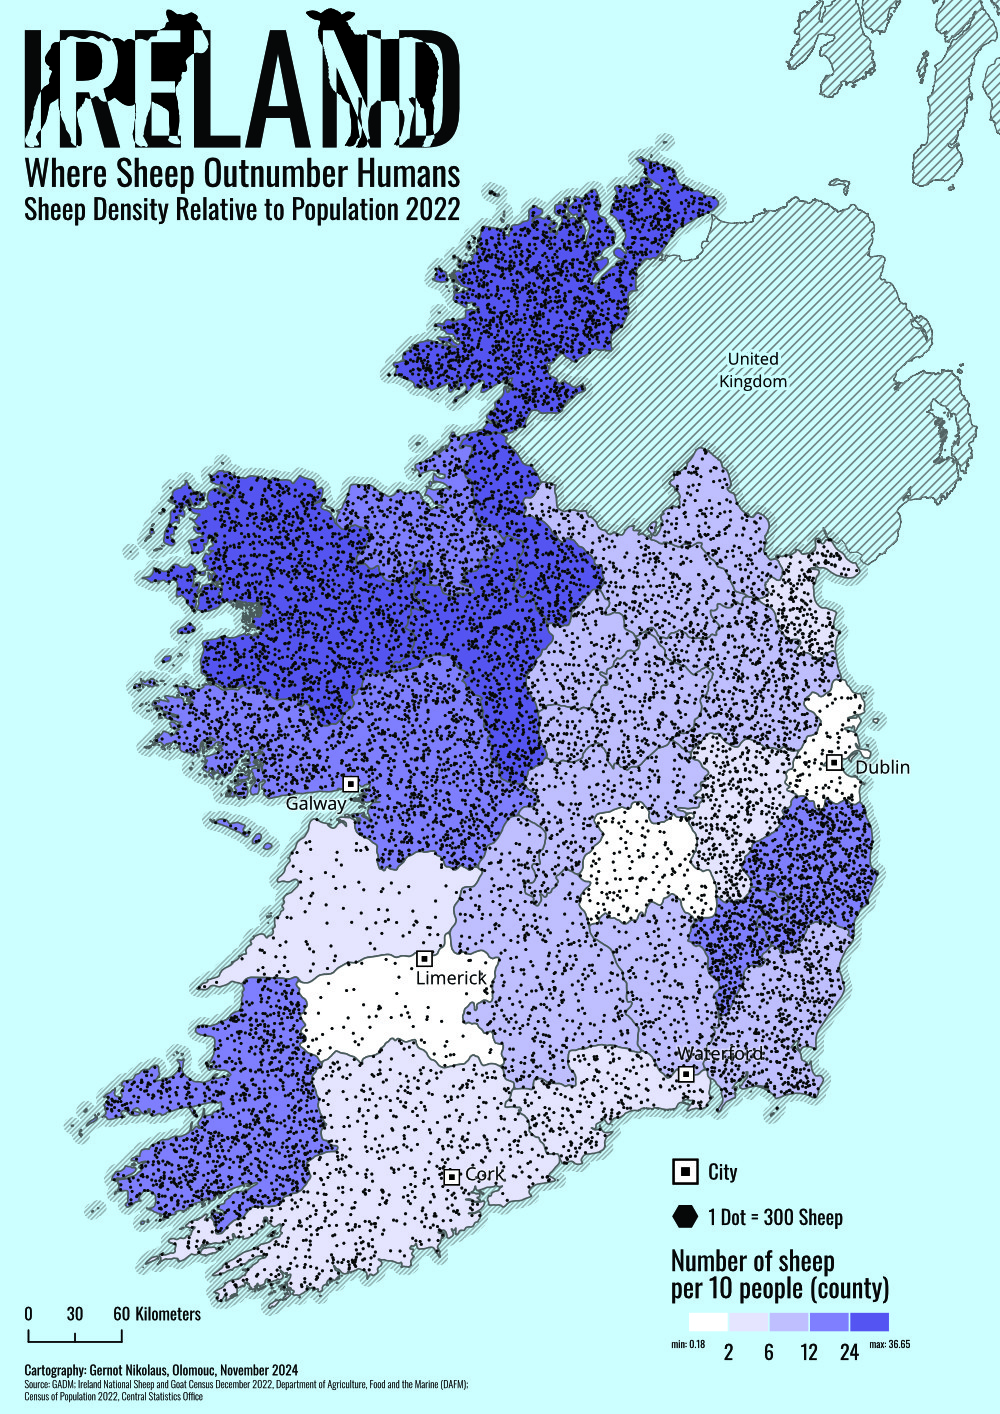 IRELAND
Where Sheep Outnumber Humans
Sheep Density Relative to Population 2022
United
Kingdom
Dublin
Galway
Limerick
Waterford
Cork
City
1 Dot = 300 Sheep
Number of sheep
per 10 people (county)
min: 0.18 2 6 12 24 max: 36.65
0 30 60 Kilometers
Cartography: Gernot Nikolaus, Olomouc, November 2024
Source: GADM; Ireland National Sheep and Goat Census December 2022, Department of Agriculture, Food and the Marine (DAFM);
Census of Population 2022, Central Statistics Office